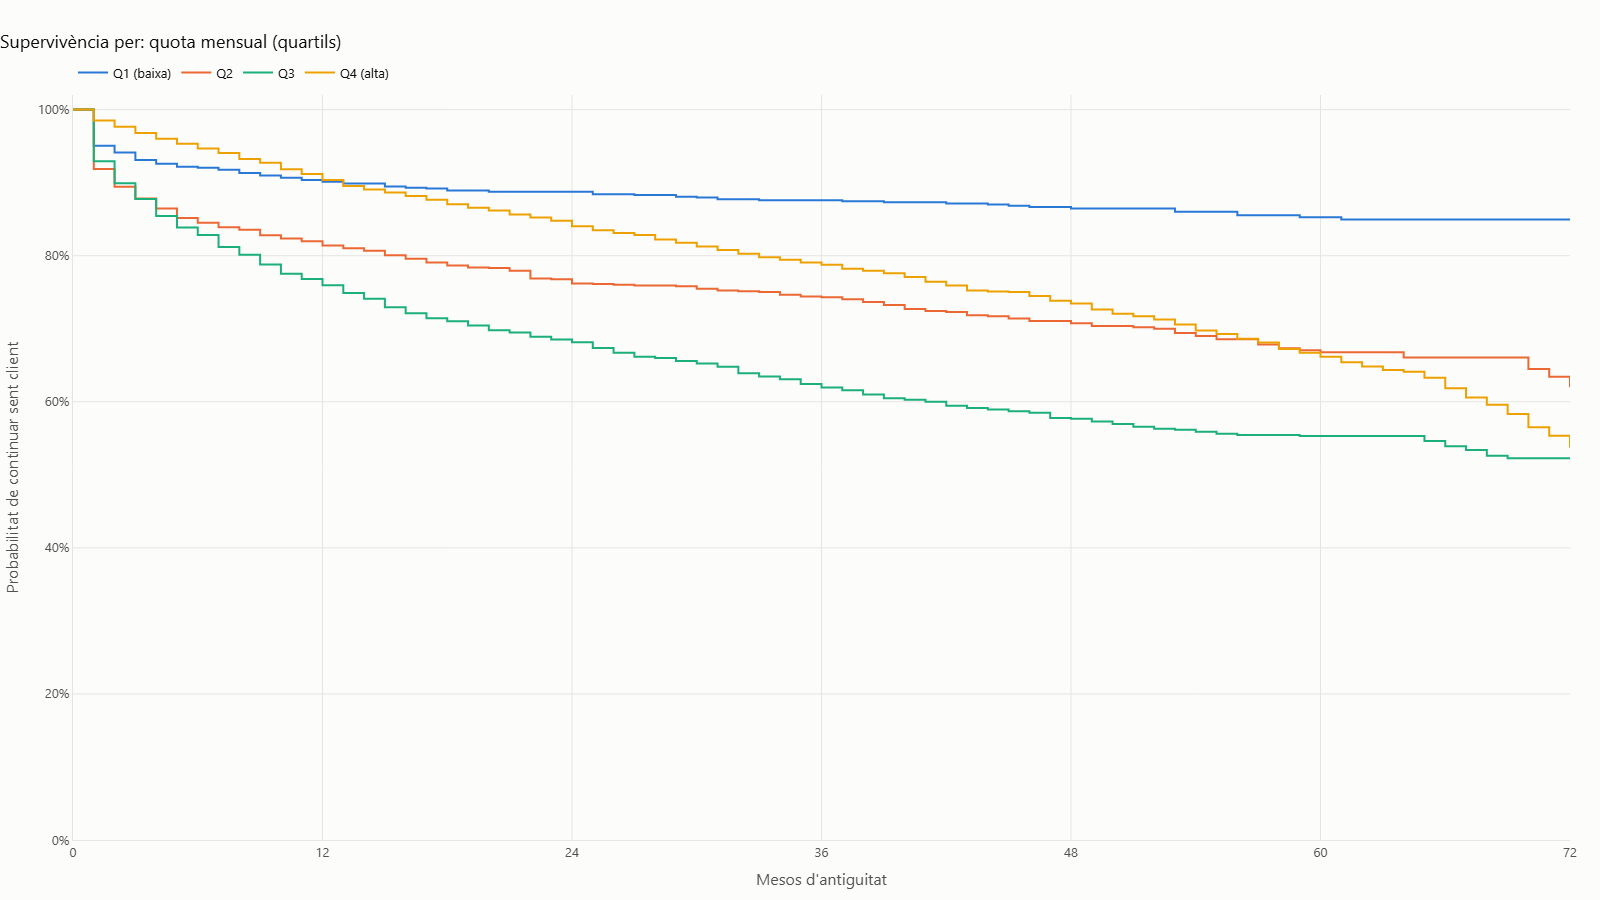 Supervivència per: quota mensual (quartils)
Q1 (baixa) Q2 Q3 Q4 (alta)
100%
80%
60%
40%
20%
0%
Probabilitat de continuar sent client
0 12 24 36 48 60 72
Mesos d'antiguitat